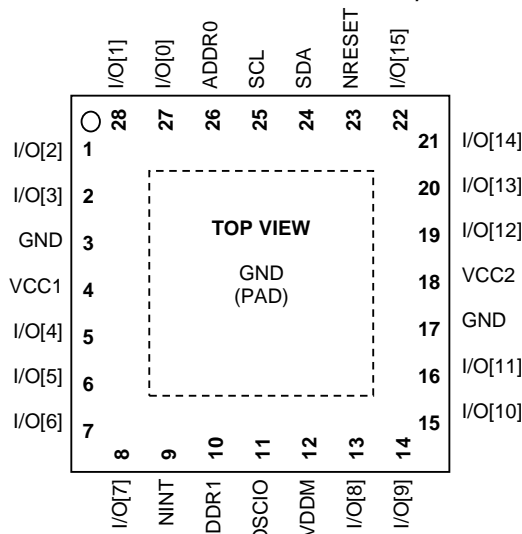 I/O[1]
I/O[0]
ADDR0
SCL
SDA
NRESET
I/O[15]
28
27
26
25
24
23
22
I/O[2] 1
I/O[3] 2
GND 3
VCC1 4
I/O[5] 6
I/O[4] 5
I/O[6] 7
TOP VIEW
GND
(PAD)
21 I/O[14]
20 I/O[13]
19 I/O[12]
18 VCC2
17 GND
16 I/O[11]
15 I/O[10]
8
9
10
11
12
13
14
I/O[7]
NINT
DDR1
OSCIO
VDDM
I/O[8]
I/O[9]